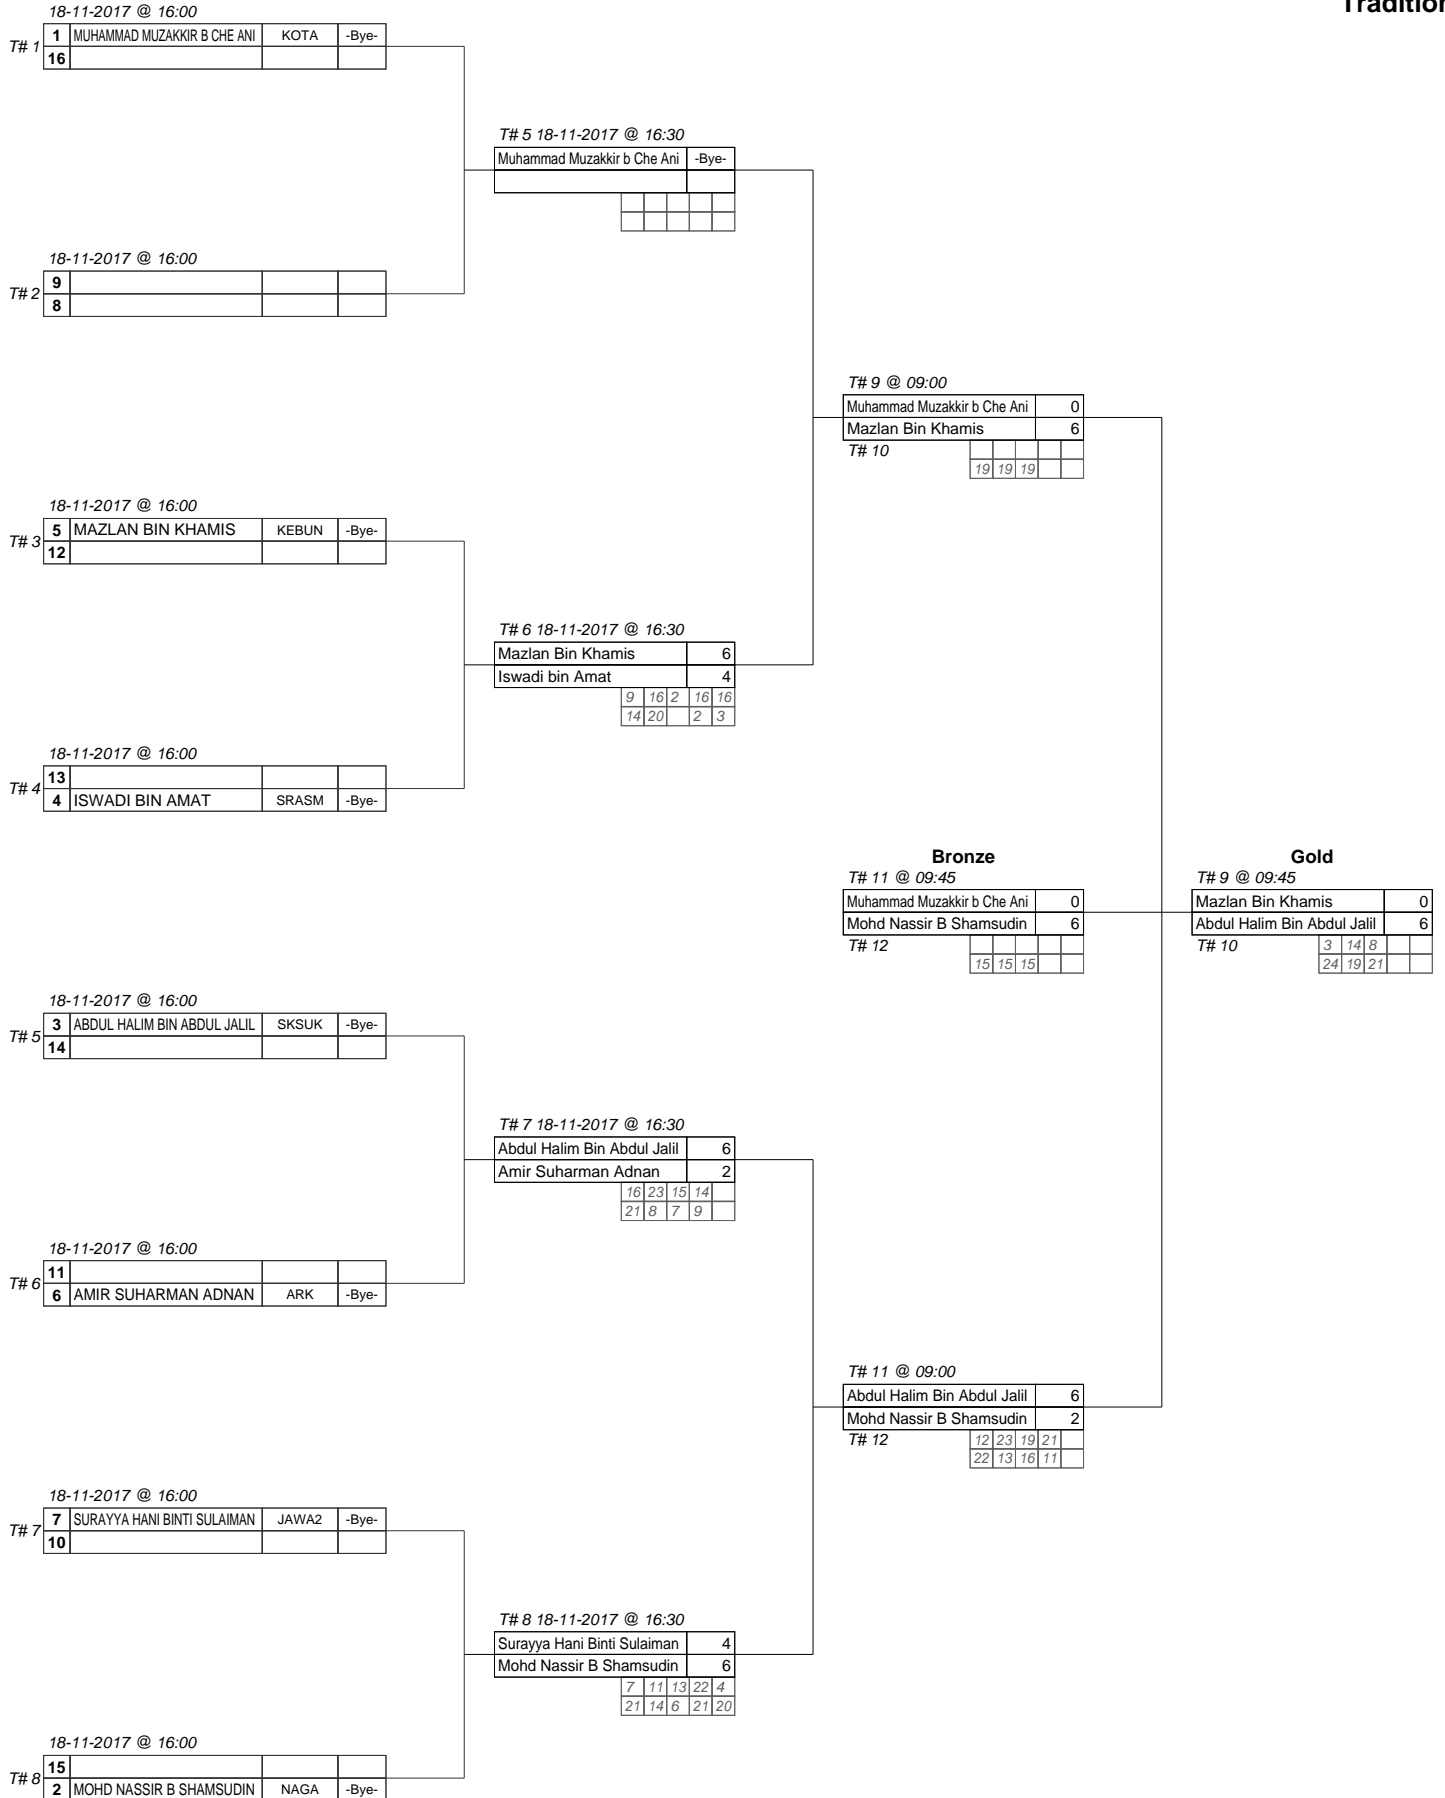 Tradition
18-11-2017 @ 16:00
T# 1
1 MUHAMMAD MUZAKKIR B CHE ANI KOTA -Bye-
16
T# 5 18-11-2017 @ 16:30
Muhammad Muzakkir b Che Ani -Bye-
18-11-2017 @ 16:00
T# 2
9
8
T# 9 @ 09:00
Muhammad Muzakkir b Che Ani 0
Mazlan Bin Khamis 6
T# 10
19 19 19
18-11-2017 @ 16:00
T# 3
5 MAZLAN BIN KHAMIS KEBUN -Bye-
12
T# 6 18-11-2017 @ 16:30
Mazlan Bin Khamis 6
Iswadi bin Amat 4
9 16 2 16 16
14 20 2 3
18-11-2017 @ 16:00
T# 4
13
4 ISWADI BIN AMAT SRASM -Bye-
Bronze
T# 11 @ 09:45
Muhammad Muzakkir b Che Ani 0
Mohd Nassir B Shamsudin 6
T# 12
15 15 15
Gold
T# 9 @ 09:45
Mazlan Bin Khamis 0
Abdul Halim Bin Abdul Jalil 6
T# 10
3 14 8
24 19 21
18-11-2017 @ 16:00
T# 5
3 ABDUL HALIM BIN ABDUL JALIL SKSUK -Bye-
14
T# 7 18-11-2017 @ 16:30
Abdul Halim Bin Abdul Jalil 6
Amir Suharman Adnan 2
16 23 15 14
21 8 7 9
18-11-2017 @ 16:00
T# 6
11
6 AMIR SUHARMAN ADNAN ARK -Bye-
T# 11 @ 09:00
Abdul Halim Bin Abdul Jalil 6
Mohd Nassir B Shamsudin 2
T# 12
12 23 19 21
22 13 16 11
18-11-2017 @ 16:00
T# 7
7 SURAYYA HANI BINTI SULAIMAN JAWA2 -Bye-
10
T# 8 18-11-2017 @ 16:30
Surayya Hani Binti Sulaiman 4
Mohd Nassir B Shamsudin 6
7 11 13 22 4
21 14 6 21 20
18-11-2017 @ 16:00
T# 8
15
2 MOHD NASSIR B SHAMSUDIN NAGA -Bye-